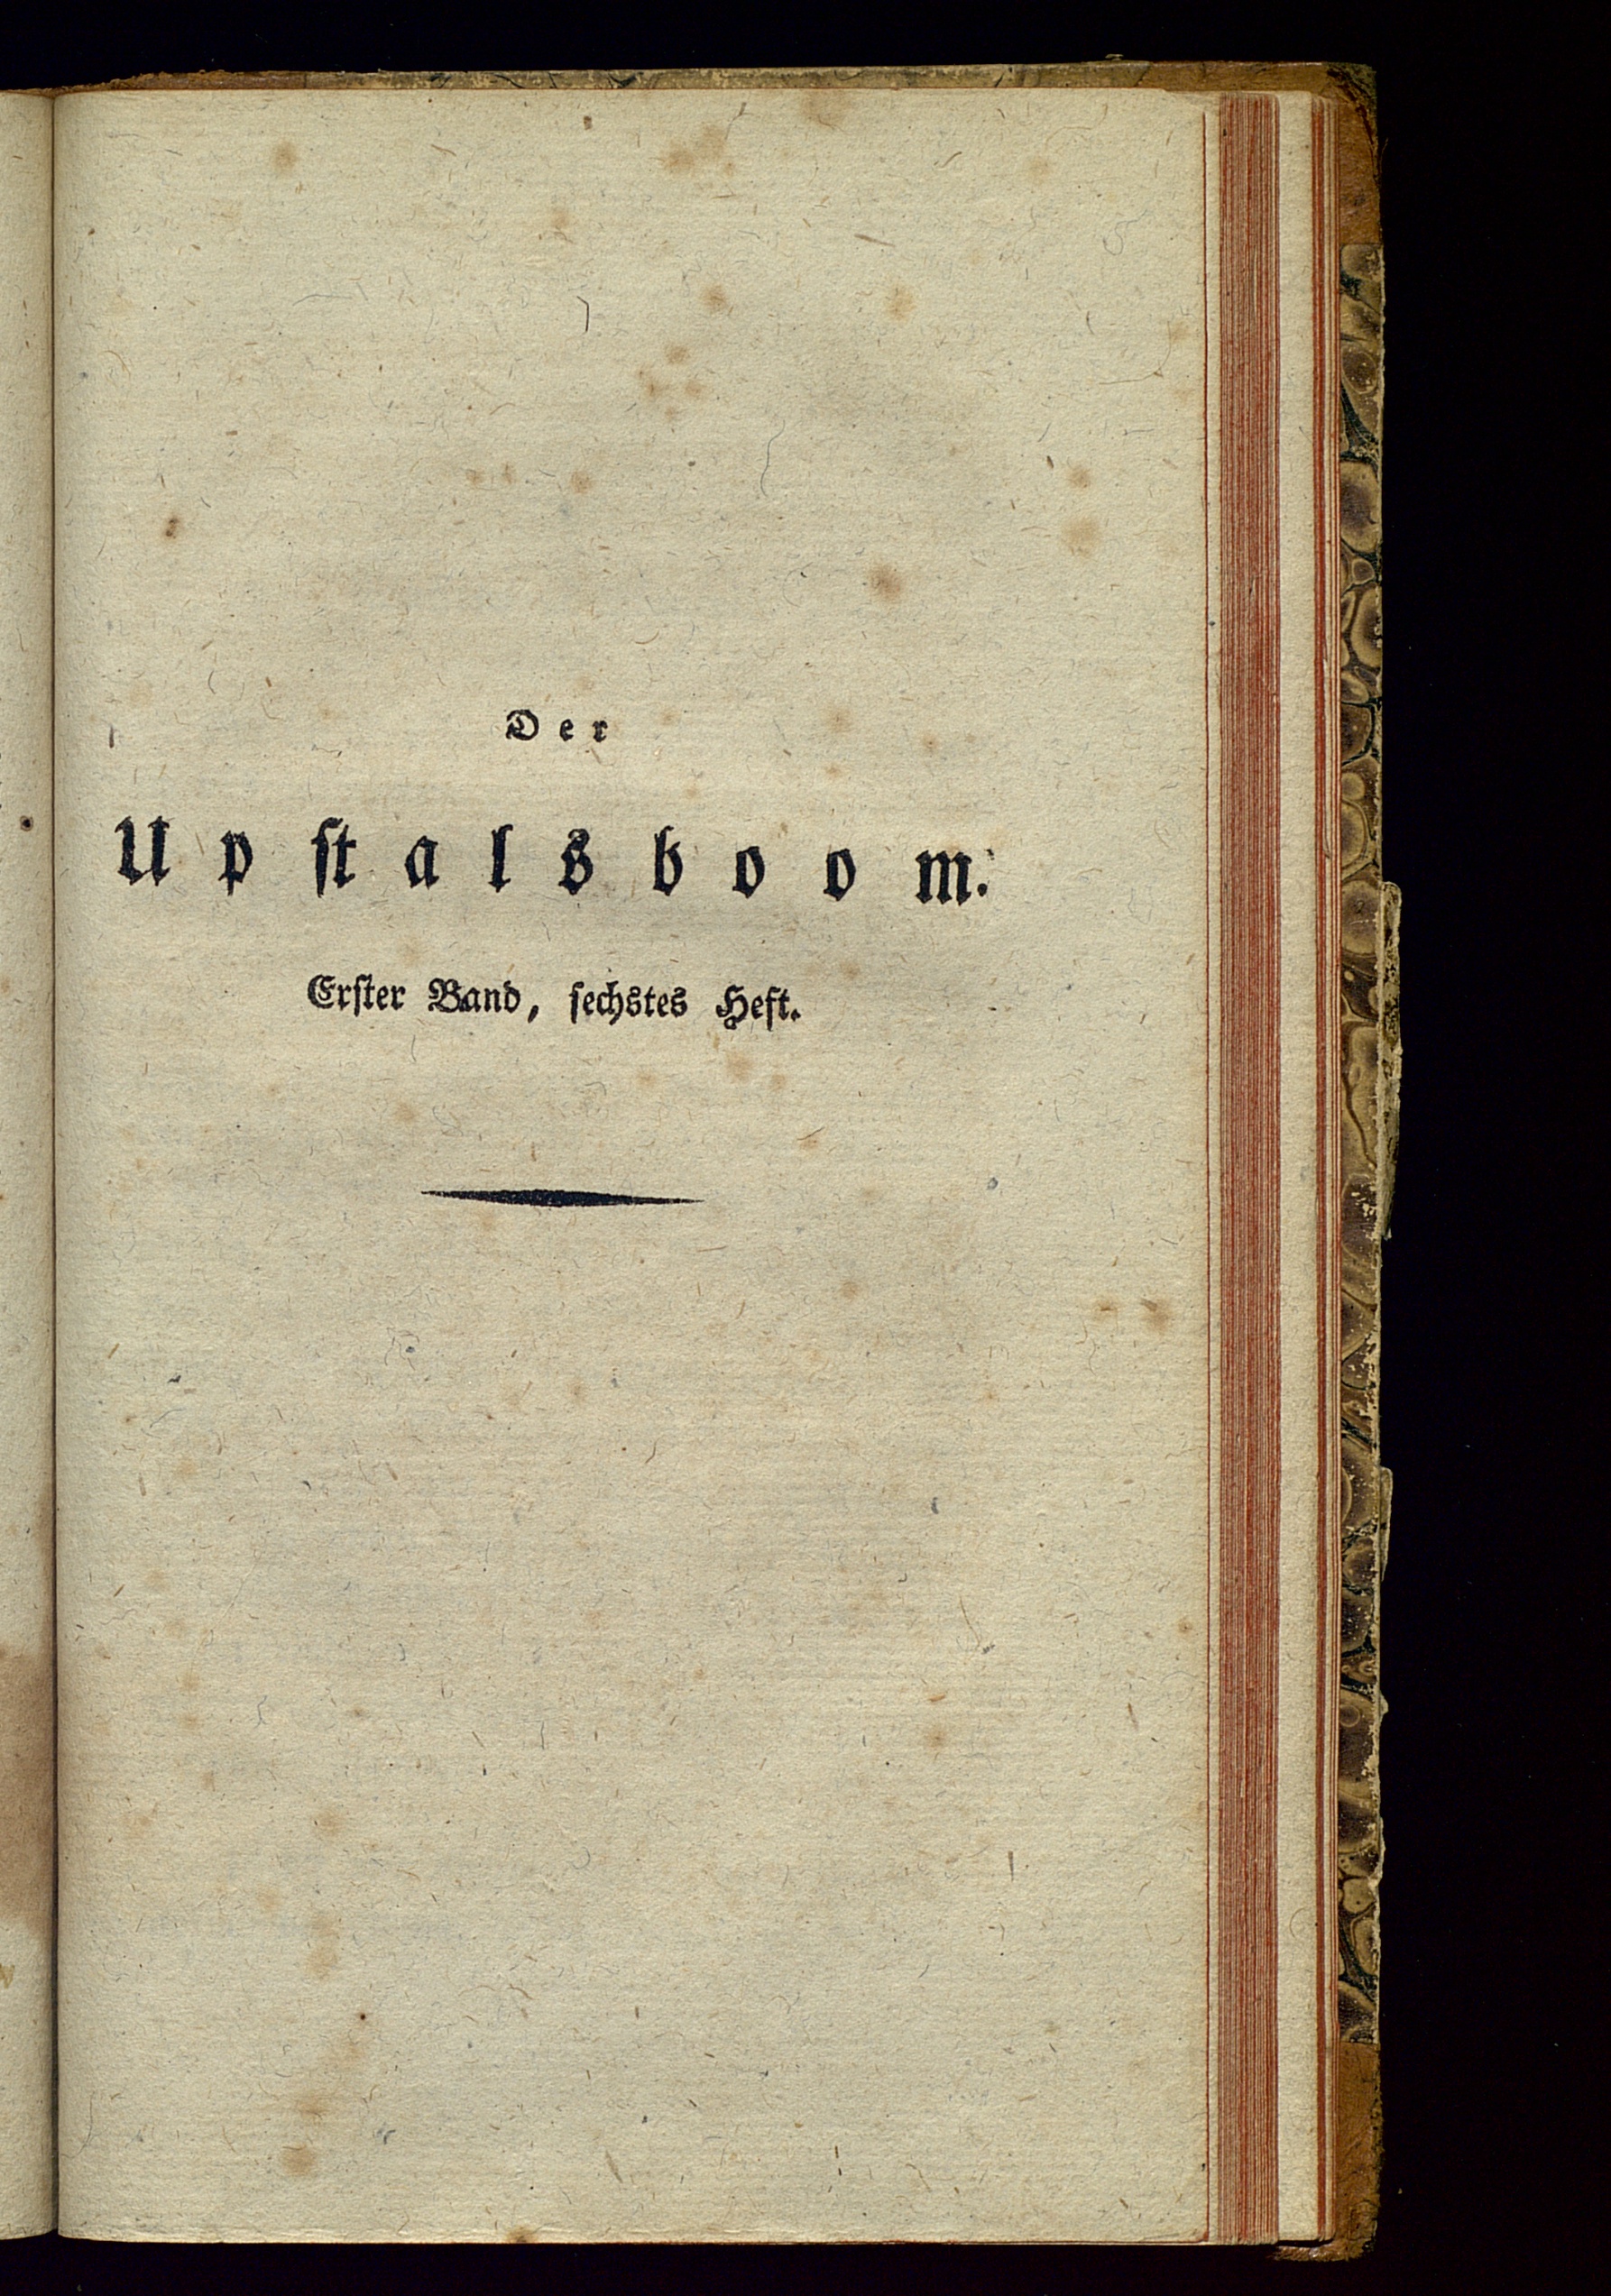 Der
Upſtalsboom.
Erſter Band, ſechstes Heft.